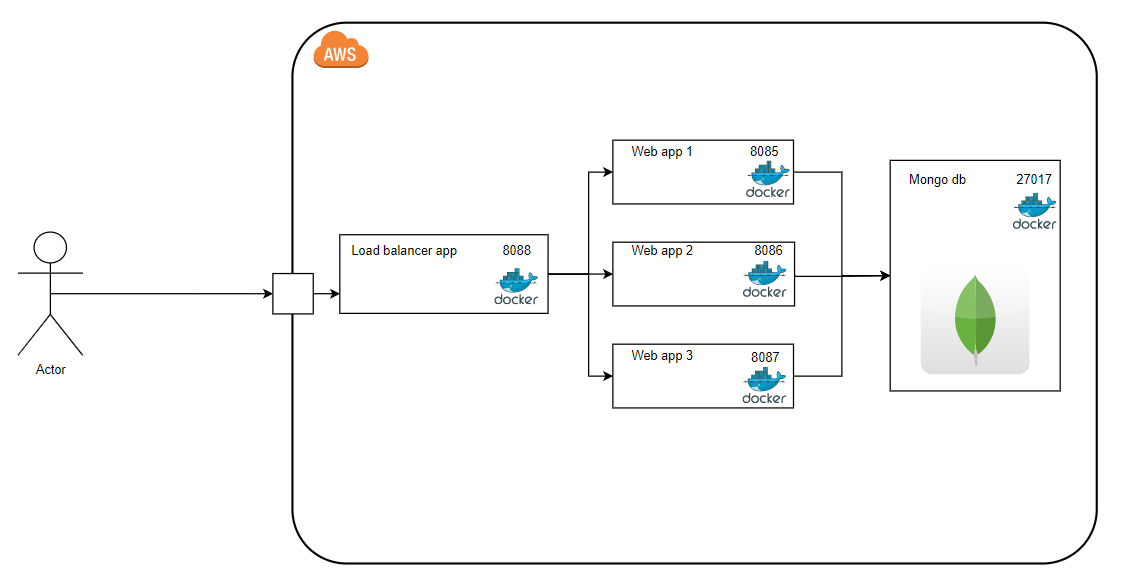 AWS
Web app 1 8085
docker
Mongo db 27017
docker
Load balancer app 8088
docker
Web app 2 8086
docker
Web app 3 8087
docker
Actor